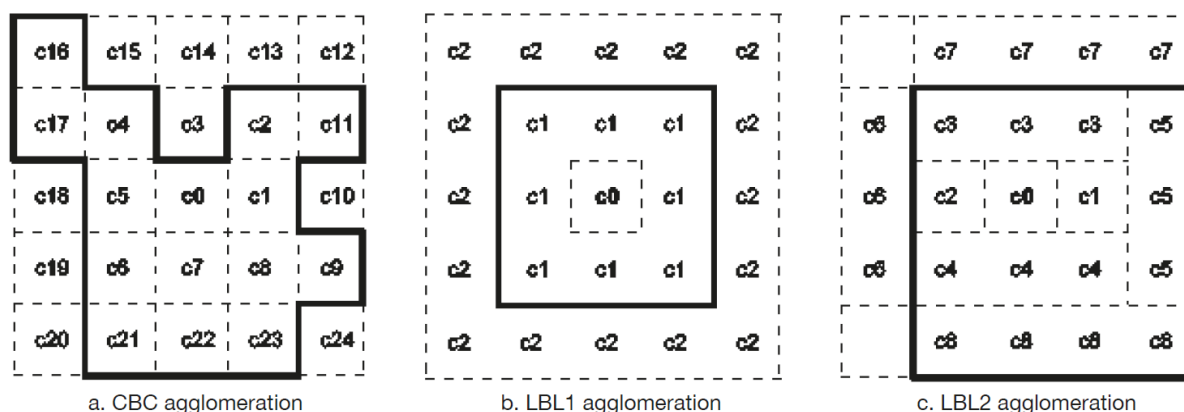 c16 c15 c14 c13 c12
c17 c4 c3 c2 c11
c18 c5 c0 c1 c10
c19 c6 c7 c8 c9
c20 c21 c22 c23 c24
a. CBC agglomeration
c2 c2 c2 c2 c2
c2 c1 c1 c1 c2
c2 c1 c0 c1 c2
c2 c1 c1 c1 c2
c2 c2 c2 c2 c2
b. LBL1 agglomeration
c7 c7 c7 c7
c6 c3 c3 c3 c5
c6 c2 c0 c1 c5
c6 c4 c4 c4 c5
c8 c8 c8 c8
c. LBL2 agglomeration